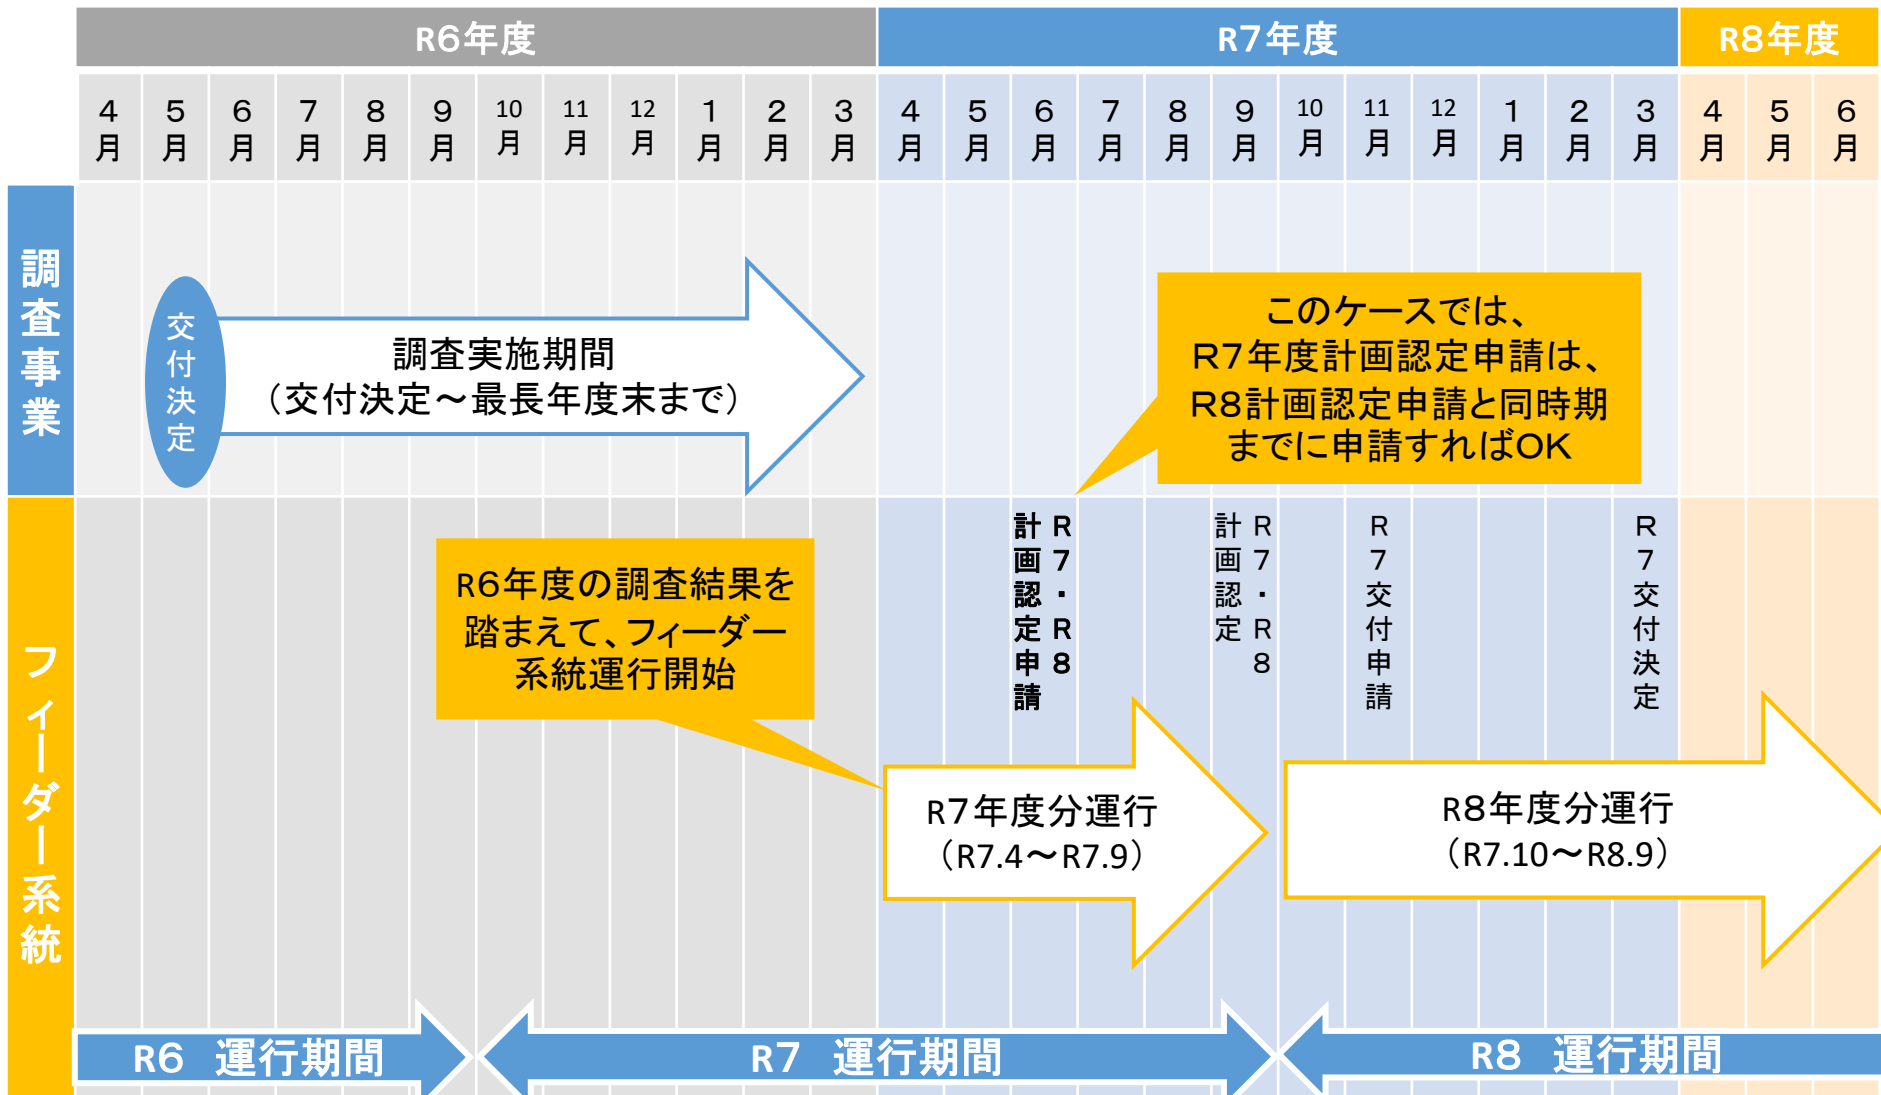 R6年度
R7年度
R8年度
4月
5月
6月
7月
8月
9月
10月
11月
12月
1月
2月
3月
4月
5月
6月
7月
8月
9月
10月
11月
12月
1月
2月
3月
4月
5月
6月
調査事業
交付決定
調査実施期間
（交付決定～最長年度末まで）
このケースでは、
R7年度計画認定申請は、
R8計画認定申請と同時期
までに申請すればOK
フィーダー系統
R6年度の調査結果を
踏まえて、フィーダー
系統運行開始
R7・R8
計画認定申請
R7・R8
計画認定
R7交付申請
R7交付決定
R7年度分運行
（R7.4～R7.9）
R8年度分運行
（R7.10～R8.9）
R6　運行期間
R7　運行期間
R8　運行期間